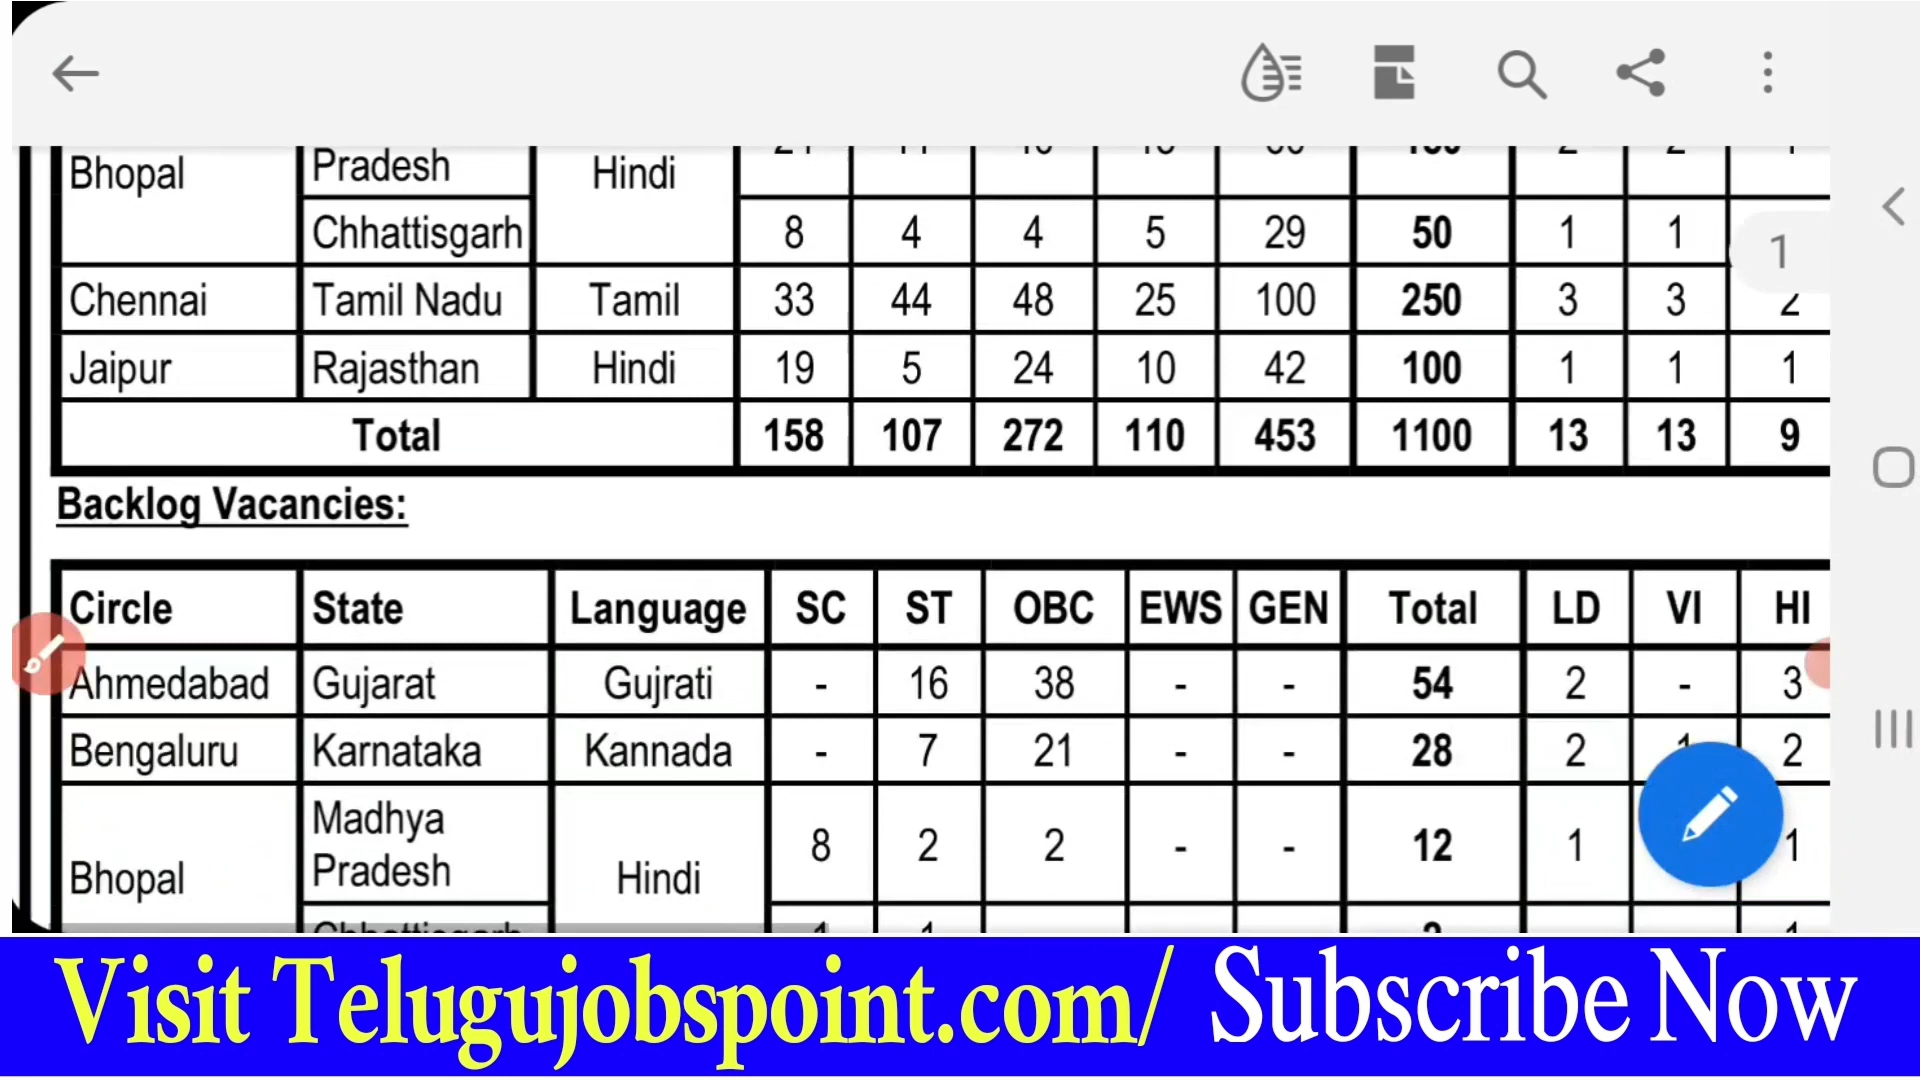 Bhopal Pradesh Hindi
Chhattisgarh 8 4 4 5 29 50 1 1
1
Chennai Tamil Nadu Tamil 33 44 48 25 100 250 3 3 2
Jaipur Rajasthan Hindi 19 5 24 10 42 100 1 1 1
Total 158 107 272 110 453 1100 13 13 9
Backlog Vacancies:
Circle State Language SC ST OBC EWS GEN Total LD VI HI
Ahmedabad Gujarat Gujrati - 16 38 - - 54 2 - 3
Bengaluru Karnataka Kannada - 7 21 - - 28 2 2
Bhopal Madhya Pradesh Hindi 8 2 2 - - 12 1 1
Visit Telugujobspoint.com/ Subscribe Now